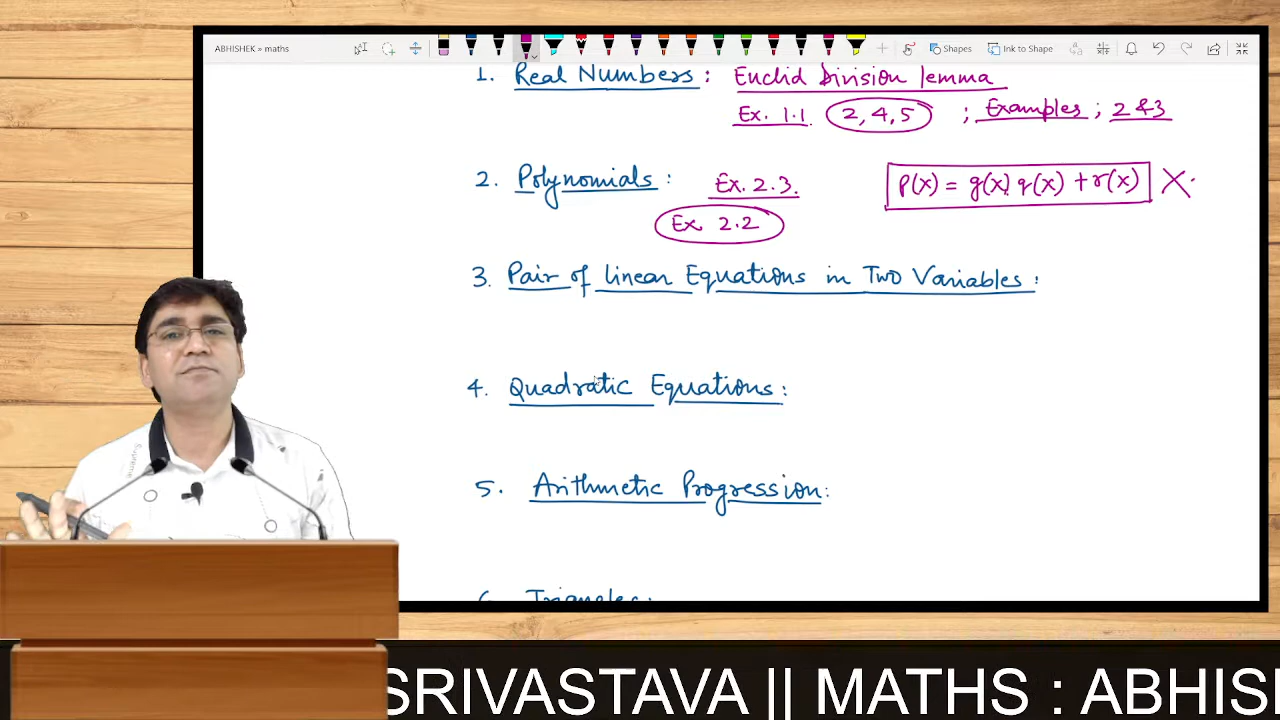 ABHISHEK » maths
Shapes
Ink to Shape
1. Real Numbers : Euclid Division lemma
Ex. 1.1 2, 4, 5 ; Examples ; 2 & 3
2. Polynomials : Ex. 2.3. p(x) = g(x) q(x) + r(x) X.
Ex 2.2
3. Pair of linear Equations in Two Variables :
4. Quadratic Equations :
5. Arithmetic Progression :
6 Triangles :
SRIVASTAVA || MATHS : ABHIS